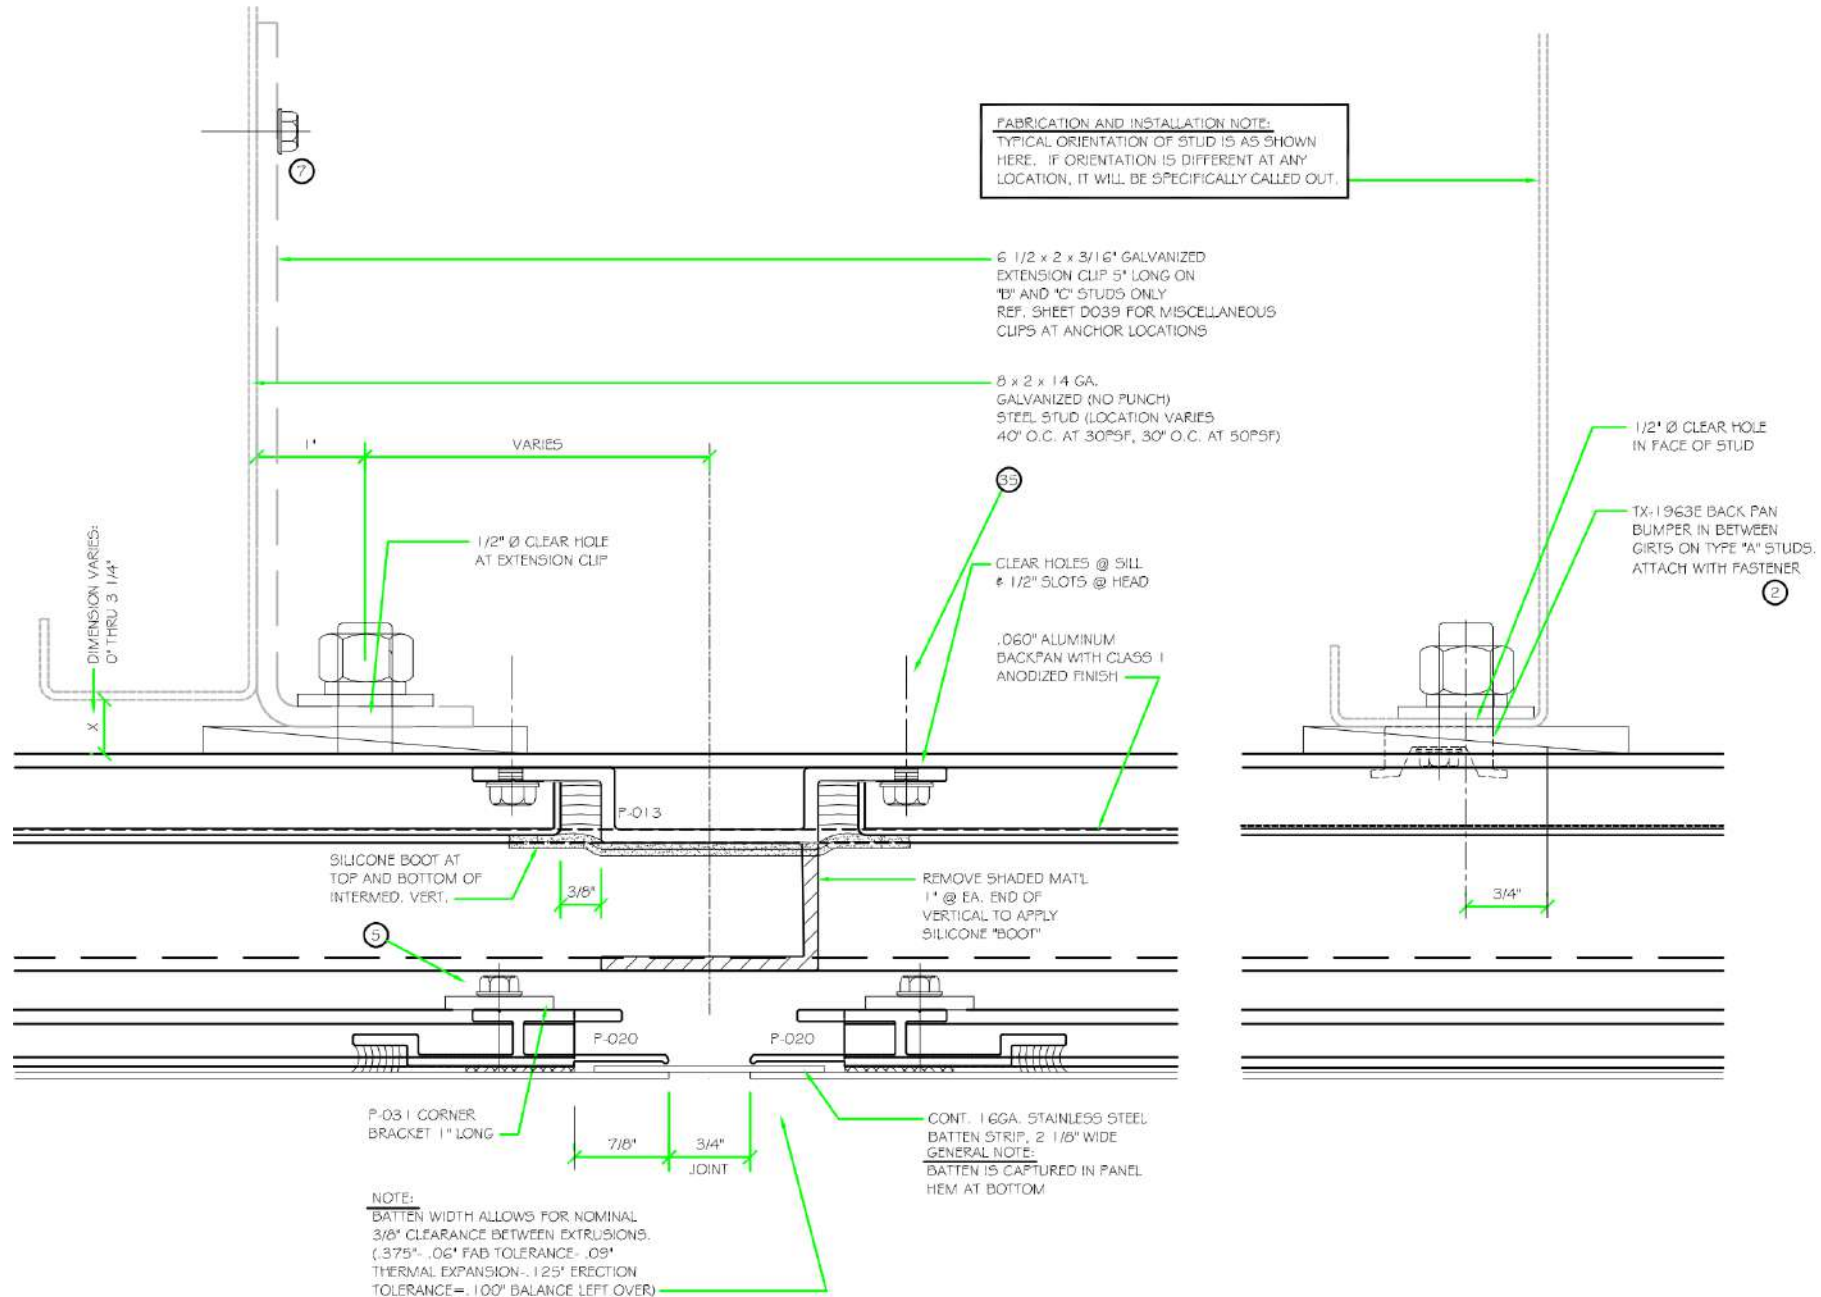 FABRICATION AND INSTALLATION NOTE:
TYPICAL ORIENTATION OF STUD IS AS SHOWN
HERE. IF ORIENTATION IS DIFFERENT AT ANY
LOCATION, IT WILL BE SPECIFICALLY CALLED OUT.
7
6 1/2 x 2 x 3/16" GALVANIZED
EXTENSION CLIP 5" LONG ON
"B" AND "C" STUDS ONLY
REF. SHEET D039 FOR MISCELLANEOUS
CLIPS AT ANCHOR LOCATIONS
8 x 2 x 14 GA.
GALVANIZED (NO PUNCH)
STEEL STUD (LOCATION VARIES
40" O.C. AT 30PSF, 30" O.C. AT 50PSF)
1"
VARIES
35
1/2" Ø CLEAR HOLE
IN FACE OF STUD
TX-1963E BACK PAN
BUMPER IN BETWEEN
GIRTS ON TYPE "A" STUDS.
ATTACH WITH FASTENER
2
DIMENSION VARIES:
0" THRU 3 1/4"
X
1/2" Ø CLEAR HOLE
AT EXTENSION CLIP
CLEAR HOLES @ SILL
& 1/2" SLOTS @ HEAD
.060" ALUMINUM
BACKPAN WITH CLASS 1
ANODIZED FINISH
P-013
SILICONE BOOT AT
TOP AND BOTTOM OF
INTERMED. VERT.
3/8"
REMOVE SHADED MAT'L
1" @ EA. END OF
VERTICAL TO APPLY
SILICONE "BOOT"
3/4"
5
P-020
P-020
P-031 CORNER
BRACKET 1" LONG
7/8"
3/4"
JOINT
CONT. 16GA. STAINLESS STEEL
BATTEN STRIP, 2 1/8" WIDE
GENERAL NOTE:
BATTEN IS CAPTURED IN PANEL
HEM AT BOTTOM
NOTE:
BATTEN WIDTH ALLOWS FOR NOMINAL
3/8" CLEARANCE BETWEEN EXTRUSIONS.
(.375"- .06" FAB TOLERANCE- .09"
THERMAL EXPANSION-.125" ERECTION
TOLERANCE=.100" BALANCE LEFT OVER)